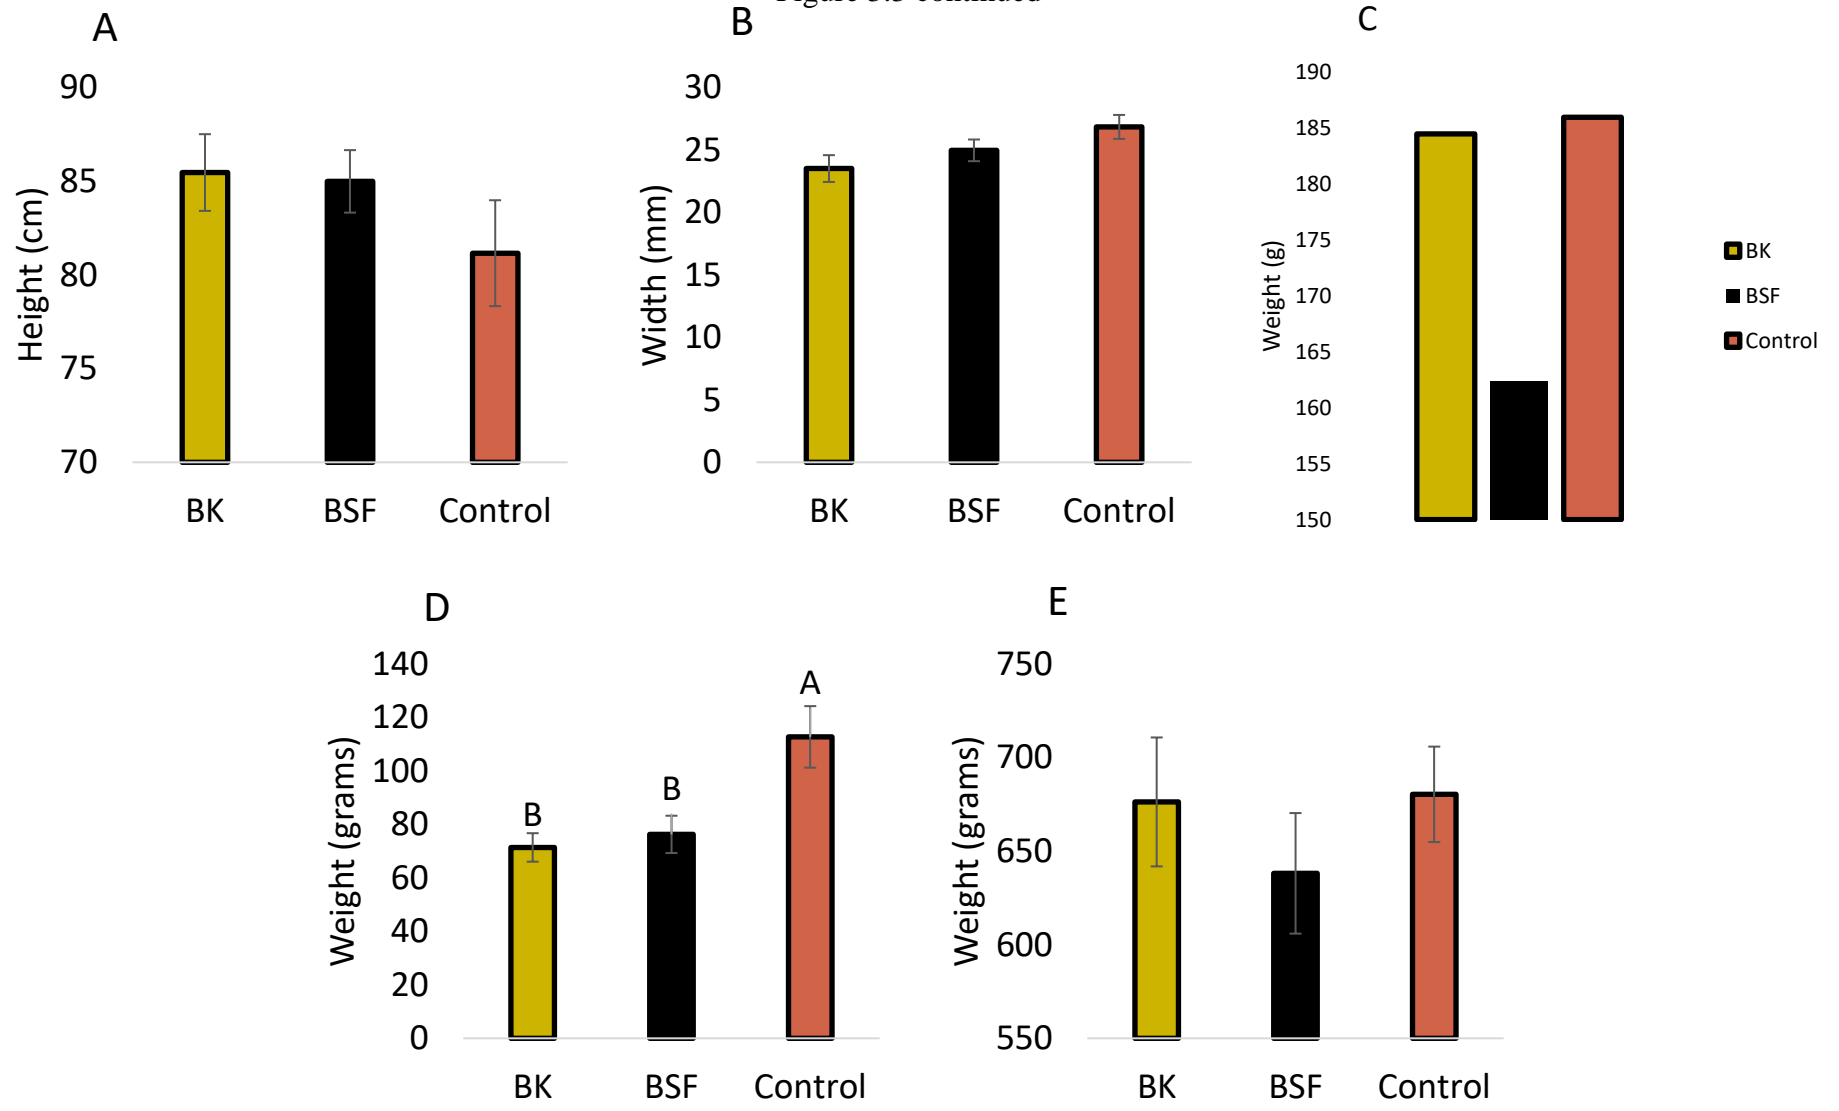 Figure 3.3 continued
A
90
85
80
75
70
Height (cm)
BK BSF Control
B
30
25
20
15
10
5
0
Width (mm)
BK BSF Control
C
190
185
180
175
170
165
160
155
150
Weight (g)
BK
BSF
Control
D
140
120
100
80
60
40
20
0
Weight (grams)
B
B
A
BK BSF Control
E
750
700
650
600
550
Weight (grams)
BK BSF Control